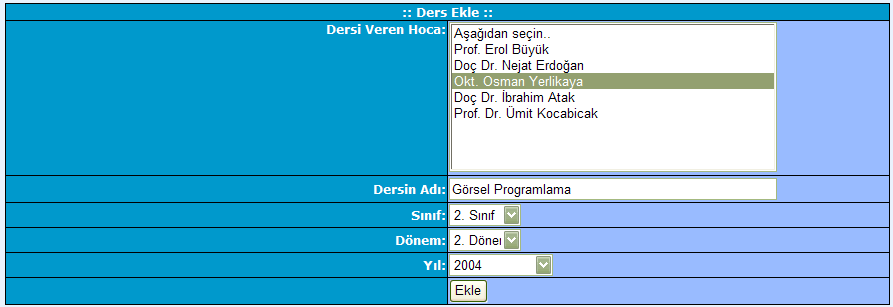 :: Ders Ekle ::
Dersi Veren Hoca:
Aşağıdan seçin..
Prof. Erol Büyük
Doç Dr. Nejat Erdoğan
Okt. Osman Yerlikaya
Doç Dr. İbrahim Atak
Prof. Dr. Ümit Kocabicak
Dersin Adı: Görsel Programlama
Sınıf: 2. Sınıf
Dönem: 2. Döner
Yıl: 2004
Ekle